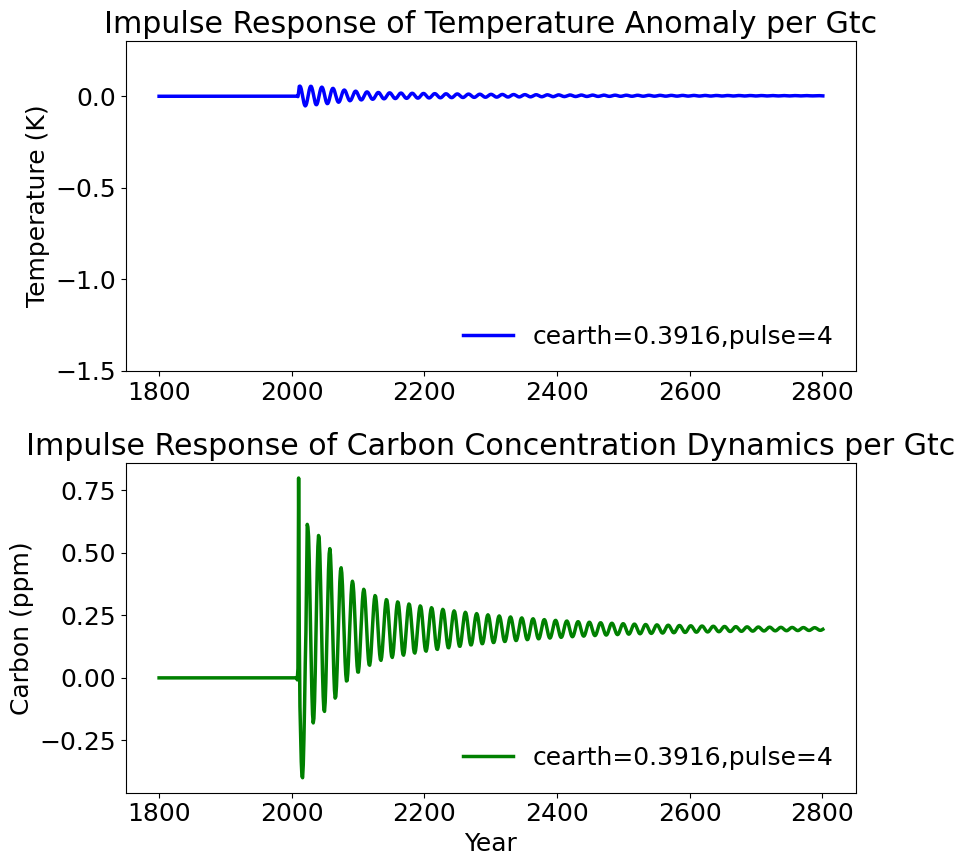 Impulse Response of Temperature Anomaly per Gtc
Temperature (K)
0.0
−0.5
−1.0
−1.5
cearth=0.3916,pulse=4
1800 2000 2200 2400 2600 2800
Impulse Response of Carbon Concentration Dynamics per Gtc
Carbon (ppm)
0.75
0.50
0.25
0.00
−0.25
cearth=0.3916,pulse=4
1800 2000 2200 2400 2600 2800
Year